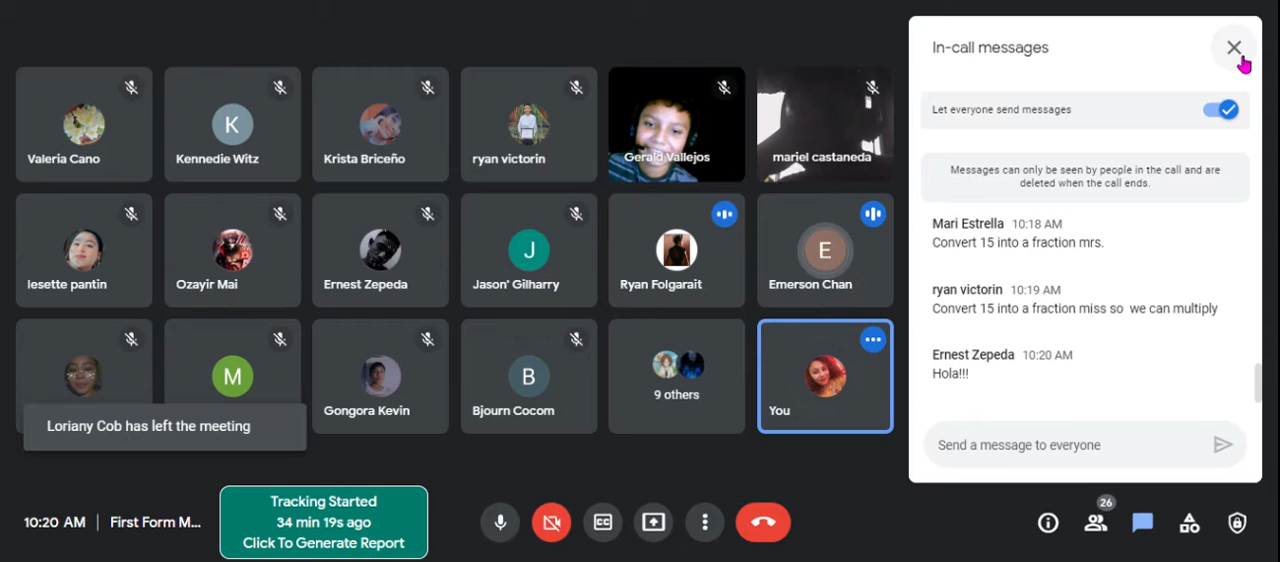 In-call messages
Let everyone send messages
Messages can only be seen by people in the call and are
deleted when the call ends.
Mari Estrella 10:18 AM
Convert 15 into a fraction mrs.
ryan victorin 10:19 AM
Convert 15 into a fraction miss so we can multiply
Ernest Zepeda 10:20 AM
Hola!!!
Send a message to everyone
Valeria Cano
K
Kennedie Witz
Krista Briceño
ryan victorin
Gerald Vallejos
mariel castaneda
lesette pantin
Ozayir Mai
Ernest Zepeda
J
Jason' Gilharry
Ryan Folgarait
E
Emerson Chan
M
Gongora Kevin
B
Bjourn Cocom
9 others
You
Loriany Cob has left the meeting
10:20 AM | First Form M...
Tracking Started
34 min 19s ago
Click To Generate Report
CC
26